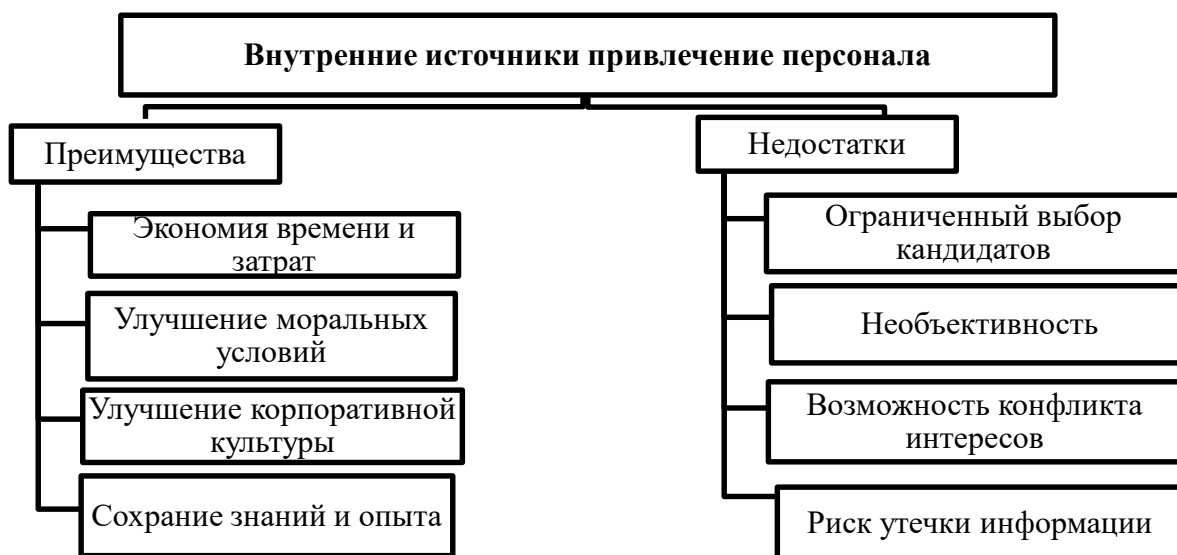 Внутренние источники привлечение персонала
Преимущества
Экономия времени и
затрат
Улучшение моральных
условий
Улучшение корпоративной
культуры
Сохрание знаний и опыта
Недостатки
Ограниченный выбор
кандидатов
Необъективность
Возможность конфликта
интересов
Риск утечки информации